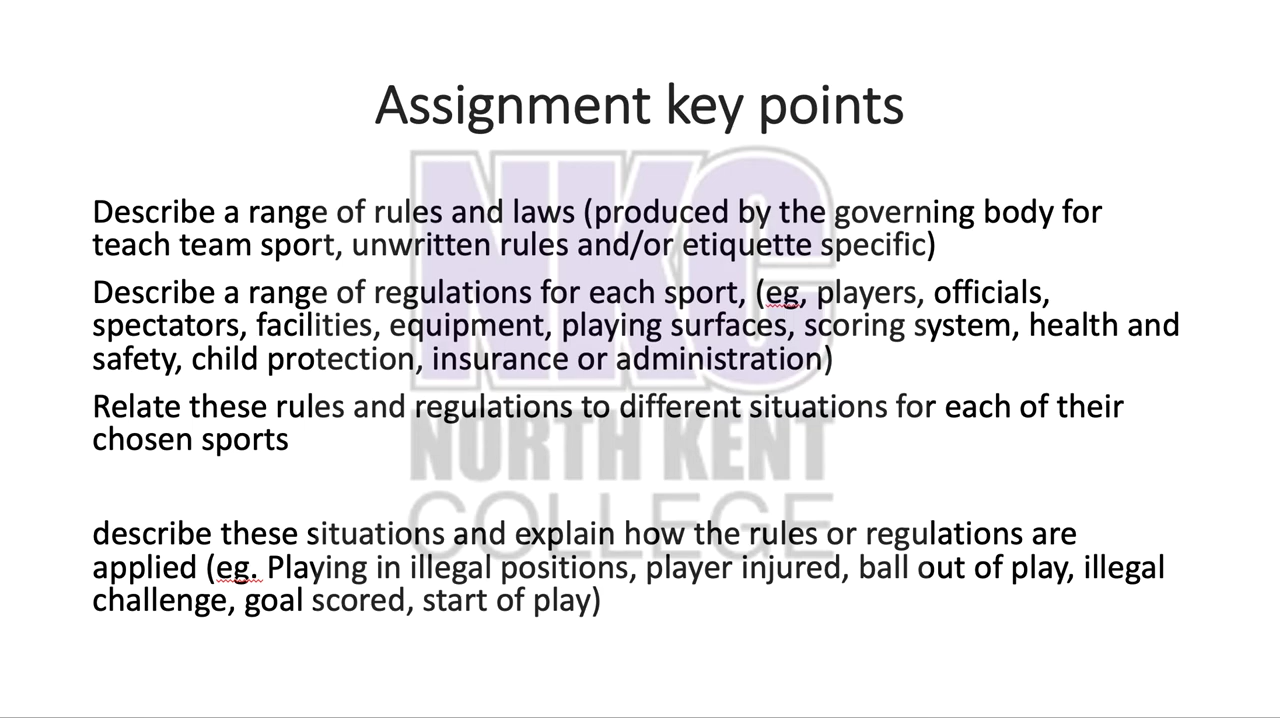 Assignment key points
Describe a range of rules and laws (produced by the governing body for
teach team sport, unwritten rules and/or etiquette specific)
Describe a range of regulations for each sport, (eg, players, officials,
spectators, facilities, equipment, playing surfaces, scoring system, health and
safety, child protection, insurance or administration)
Relate these rules and regulations to different situations for each of their
chosen sports
describe these situations and explain how the rules or regulations are
applied (eg. Playing in illegal positions, player injured, ball out of play, illegal
challenge, goal scored, start of play)
NKC
NORTH KENT
COLLEGE